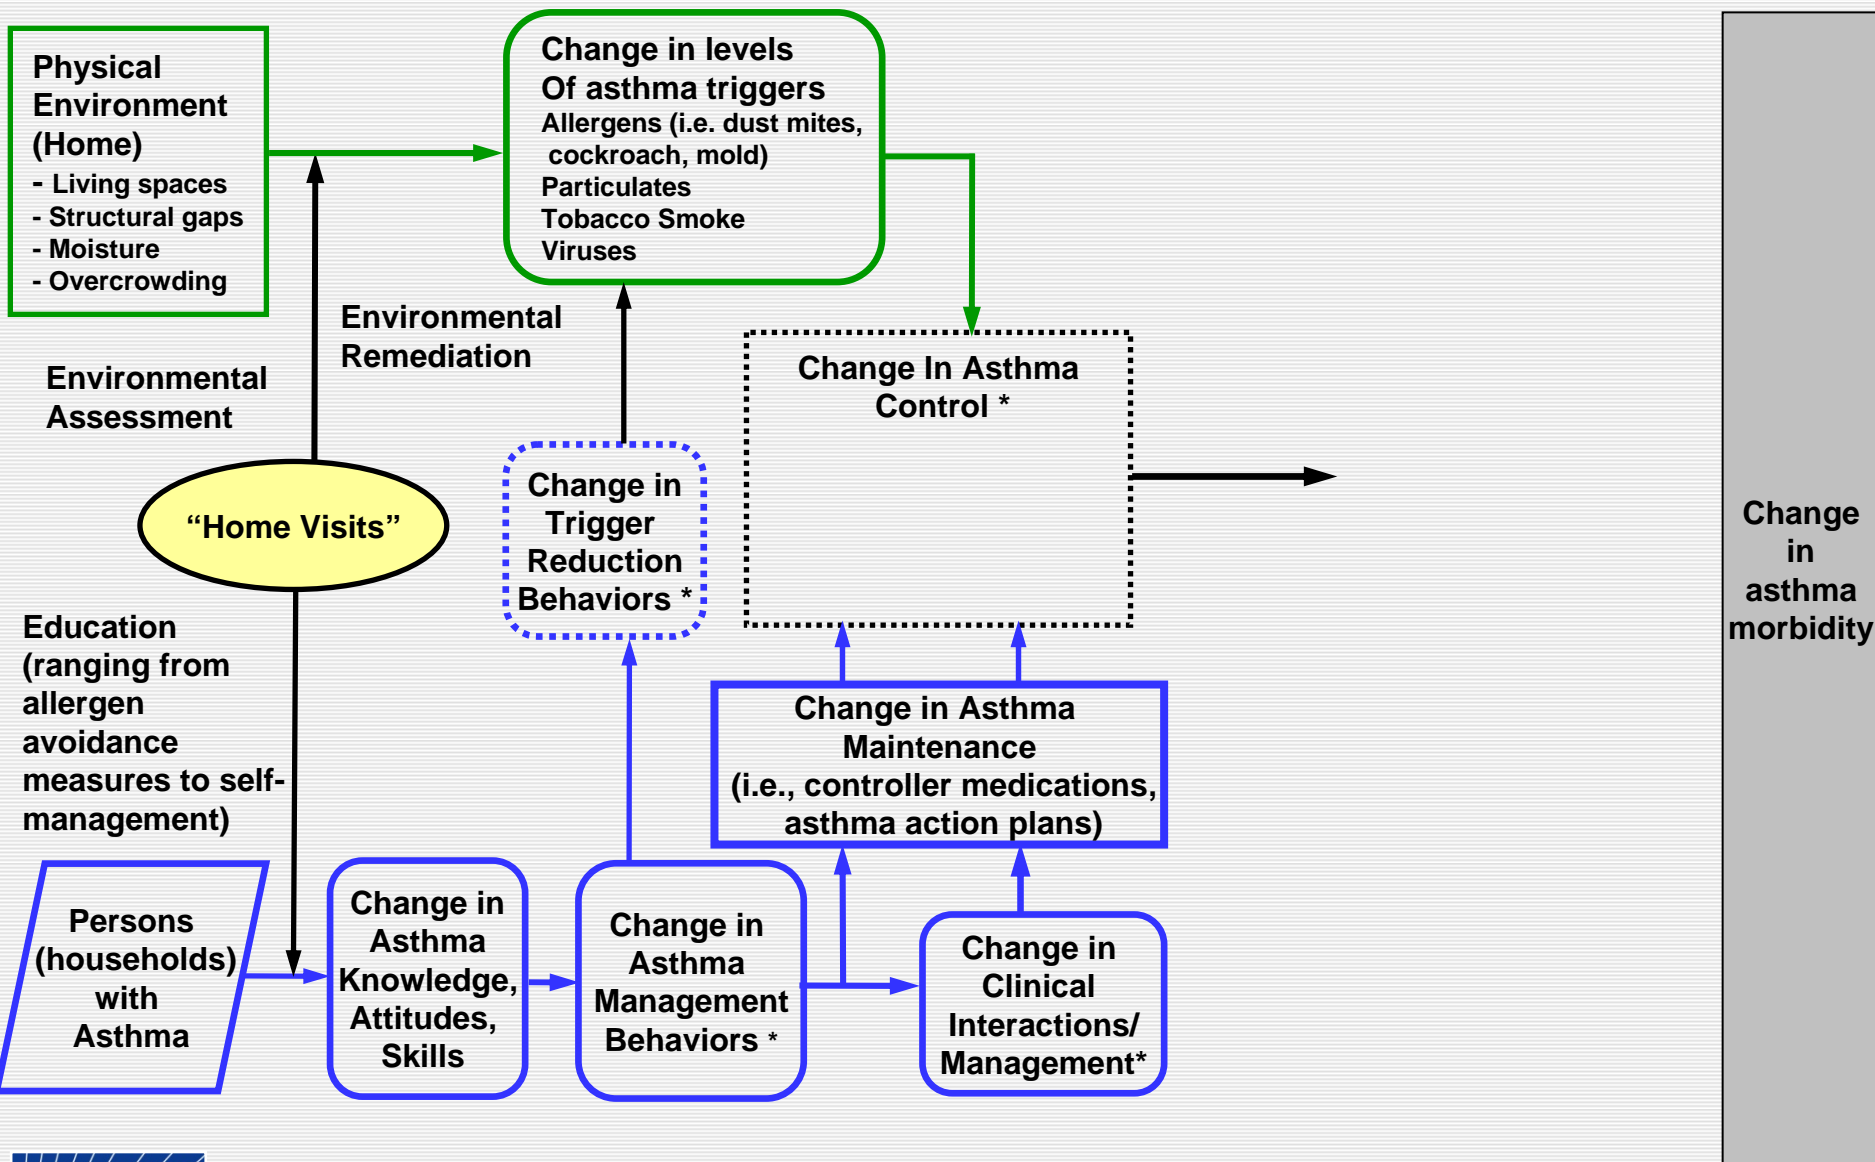 Physical
Environment
(Home)
- Living spaces
- Structural gaps
- Moisture
- Overcrowding
Change in levels
Of asthma triggers
Allergens (i.e. dust mites,
cockroach, mold)
Particulates
Tobacco Smoke
Viruses
Environmental
Remediation
Environmental
Assessment
Change In Asthma
Control *
“Home Visits”
Change in
Trigger
Reduction
Behaviors *
Change
in
asthma
morbidity
Education
(ranging from
allergen
avoidance
measures to self-
management)
Change in Asthma
Maintenance
(i.e., controller medications,
asthma action plans)
Persons
(households)
with
Asthma
Change in
Asthma
Knowledge,
Attitudes,
Skills
Change in
Asthma
Management
Behaviors *
Change in
Clinical
Interactions/
Management*